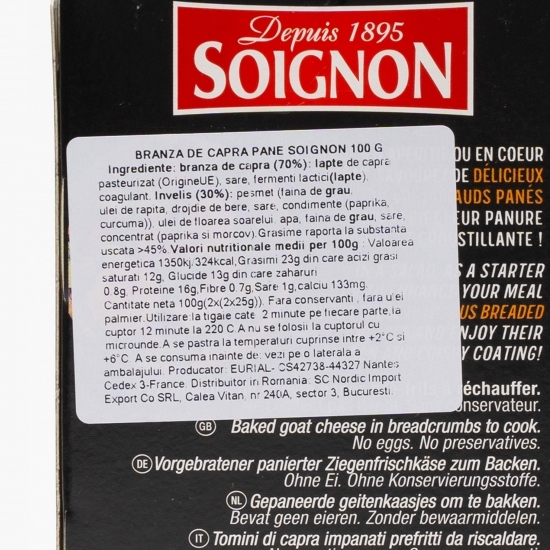 Depuis 1895
SOIGNON
BRANZA DE CAPRA PANE SOIGNON 100 G
Ingrediente: branza de capra (70%): lapte de capra
pasteurizat (OrigineUE), sare, fermenti lactici(lapte).
coagulant. Invelis (30%): pesmet (faina de grau,
ulei de rapita, drojdie de bere, sare, condimente (paprika,
curcuma)), ulei de floarea soarelui, apa, faina de grau, sare,
concentrat (paprika si morcov).Grasime raporta la substanta
uscata >45%.Valori nutritionale medii per 100g : Valoarea
energetica 1350kj/324kcal,Grasimi 23g din care acizi grasi
saturati 12g, Glucide 13g din care zaharuri
0.8g, Proteine 16g,Fibre 0.7g,Sare 1g,calciu 133mg.
Cantitate neta 100g(2x(2x25g)). Fara conservanti , fara ulei
palmier.Utilizare:la tigaie cate 2 minute pe fiecare parte,la
cuptor 12 minute la 220 C.A nu se folosii la cuptorul cu
microunde.A se pastra la temperaturi cuprinse intre +2°C si
+6°C. A se consuma inainte de: vezi pe o laterala a
ambalajului. Producator: EURIAL- CS42738-44327 Nantes
Cedex 3-France. Distribuitor in Romania: SC Nordic Import
Export Co SRL, Calea Vitan, nr 240A, sector 3, Bucuresti.
OU EN COEUR
DE DÉLICIEUX
AUDS PANÉS
EUR PANURE
STILLANTE !
S A STARTER
YOUR MEAL
US BREADED
NJOY THEIR
Y COATING!
réchauffer.
onservateur.
GB Baked goat cheese in breadcrumbs to cook.
No eggs. No preservatives.
DE Vorgebratener panierter Ziegenfrischkäse zum Backen.
Ohne Ei. Ohne Konservierungsstoffe.
NL Gepaneerde geitenkaasjes om te bakken.
Bevat geen eieren. Zonder bewaarmiddelen.
IT Tomini di capra impanati prefritti da riscaldare.